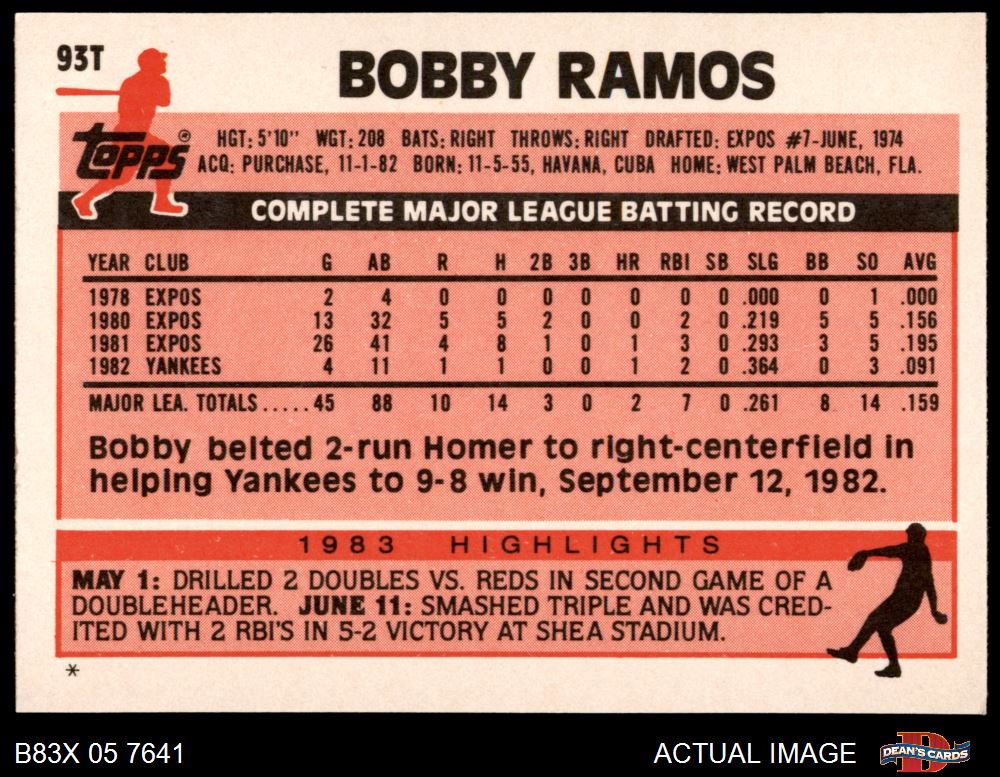 93T
BOBBY RAMOS
topps®
HGT: 5'10" WGT: 208 BATS: RIGHT THROWS: RIGHT DRAFTED: EXPOS #7-JUNE, 1974
ACQ: PURCHASE, 11-1-82 BORN: 11-5-55, HAVANA, CUBA HOME: WEST PALM BEACH, FLA.
COMPLETE MAJOR LEAGUE BATTING RECORD
YEAR CLUB G AB R H 2B 3B HR RBI SB SLG BB SO AVG
1978 EXPOS 2 4 0 0 0 0 0 0 0 .000 0 1 .000
1980 EXPOS 13 32 5 5 2 0 0 2 0 .219 5 5 .156
1981 EXPOS 26 41 4 8 1 0 1 3 0 .293 3 5 .195
1982 YANKEES 4 11 1 1 0 0 1 2 0 .364 0 3 .091
MAJOR LEA. TOTALS.....45 88 10 14 3 0 2 7 0 .261 8 14 .159
Bobby belted 2-run Homer to right-centerfield in
helping Yankees to 9-8 win, September 12, 1982.
1983 HIGHLIGHTS
MAY 1: DRILLED 2 DOUBLES VS. REDS IN SECOND GAME OF A
DOUBLEHEADER. JUNE 11: SMASHED TRIPLE AND WAS CRED-
ITED WITH 2 RBI'S IN 5-2 VICTORY AT SHEA STADIUM.
*
B83X 05 7641
ACTUAL IMAGE
DEAN'S CARDS